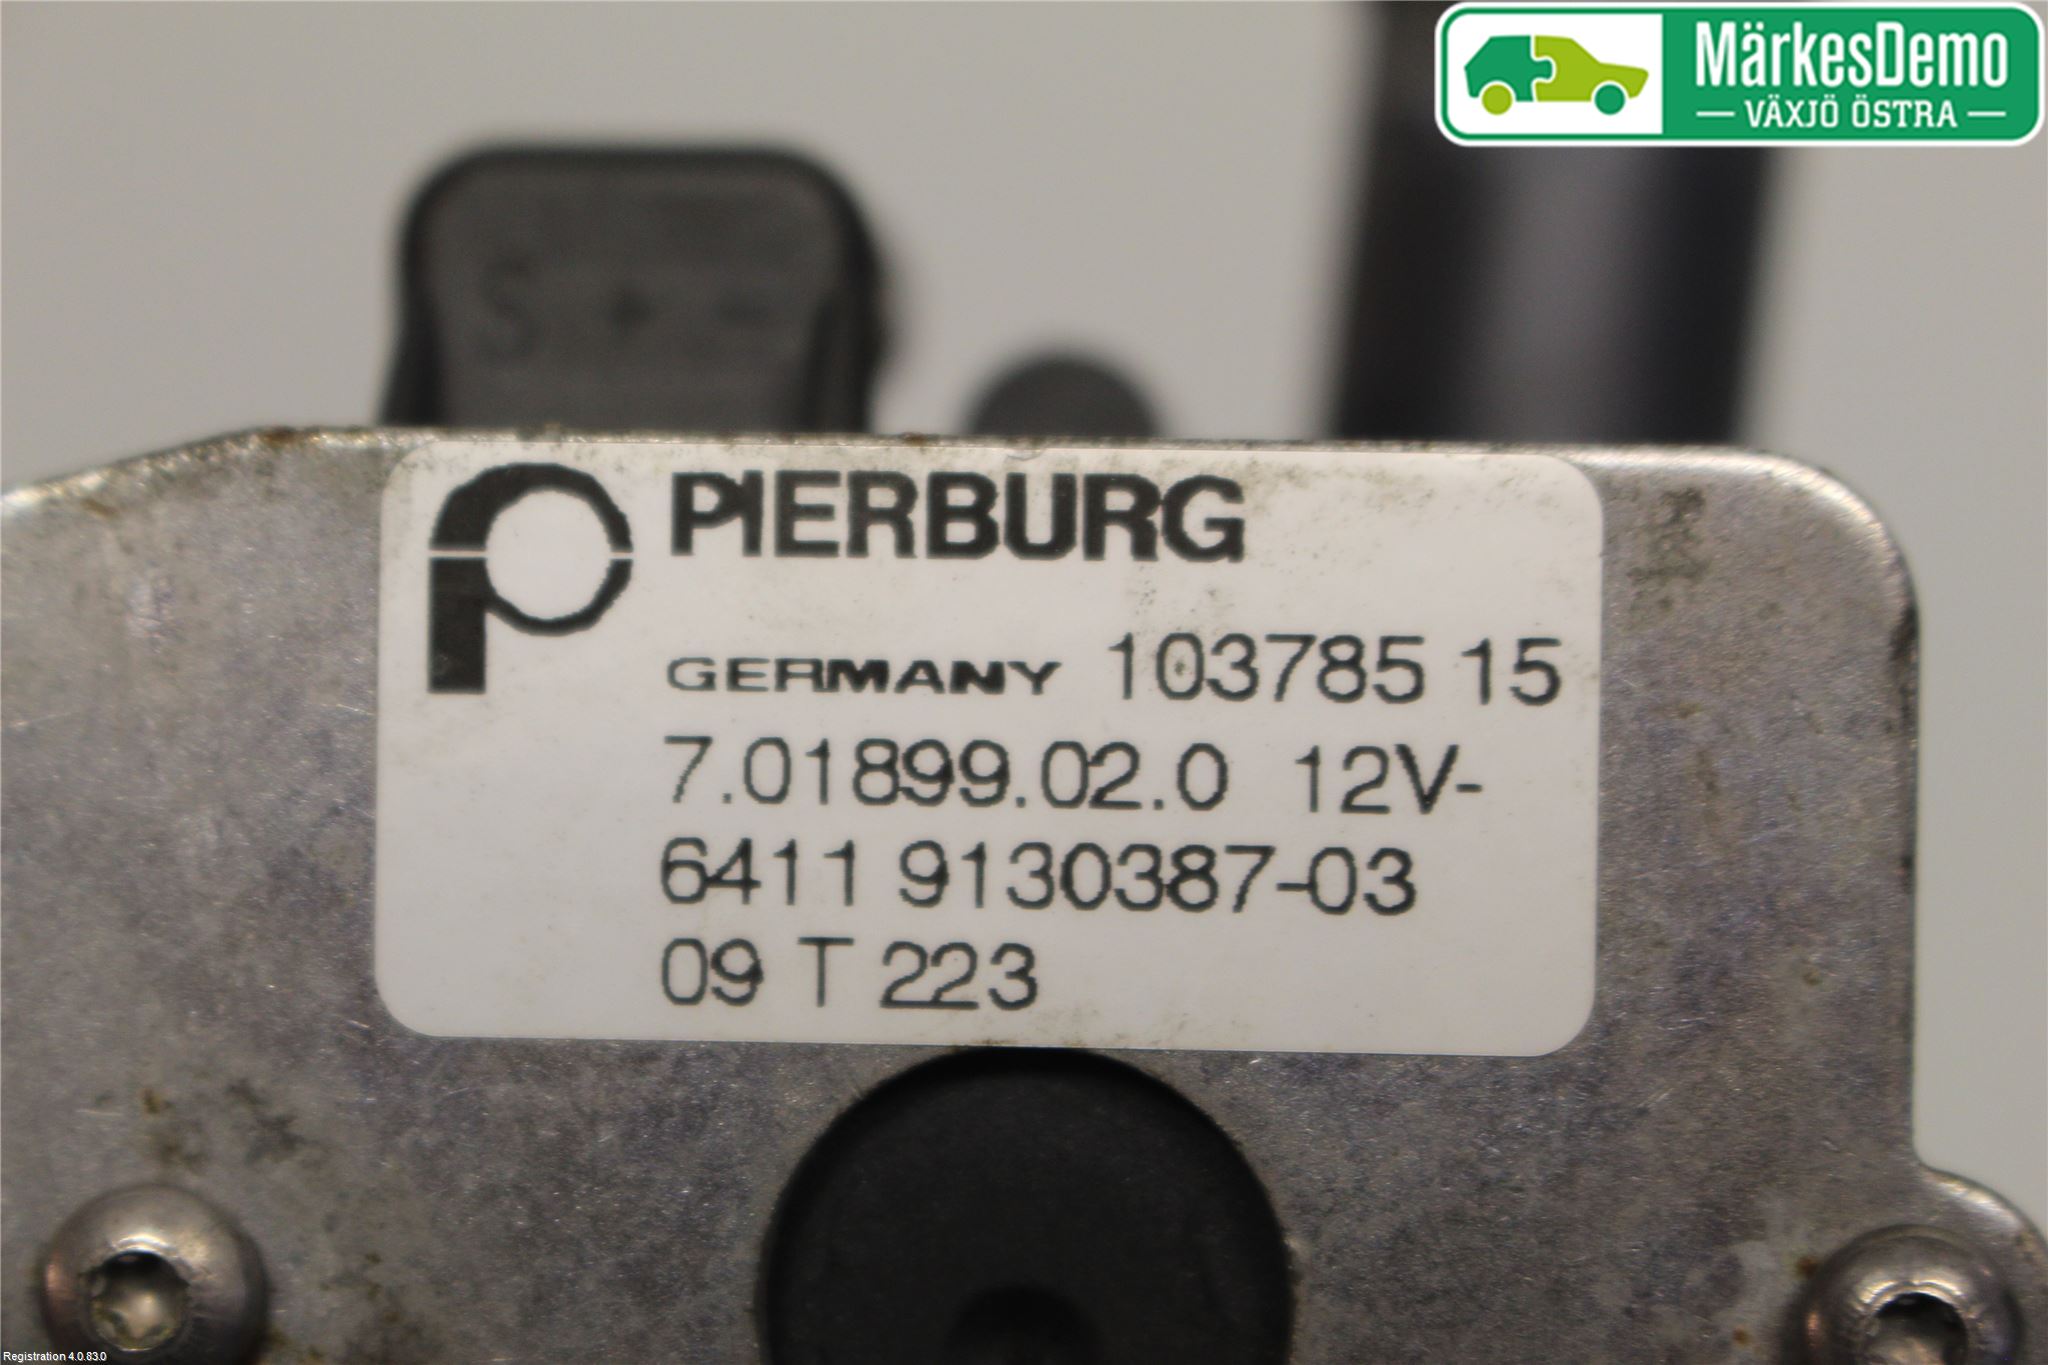 MärkesDemo
– VÄXJÖ ÖSTRA –
S + -
PIERBURG
GERMANY 103785 15
7.01899.02.0 12V-
6411 9130387-03
09 T 223
Registration 4.0.83.0